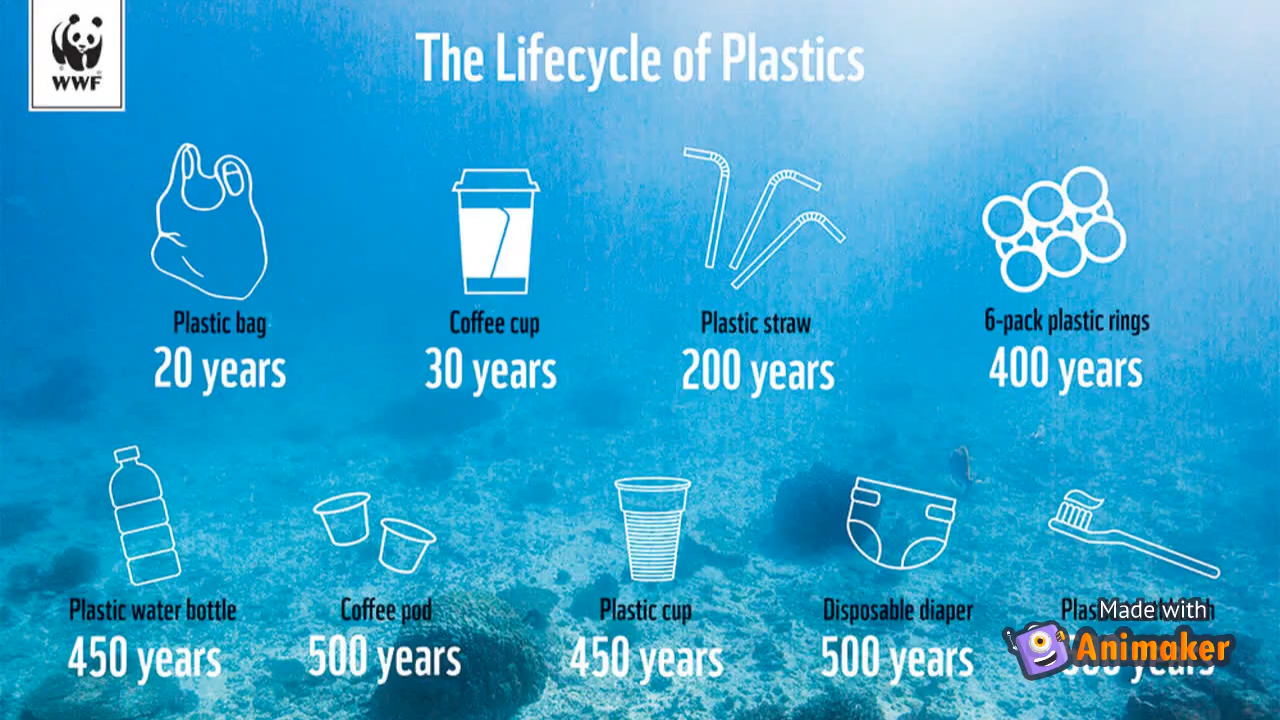 WWF
The Lifecycle of Plastics
Plastic bag
20 years
Coffee cup
30 years
Plastic straw
200 years
6-pack plastic rings
400 years
Plastic water bottle
450 years
Coffee pod
500 years
Plastic cup
450 years
Disposable diaper
500 years
years
Made with
Animaker